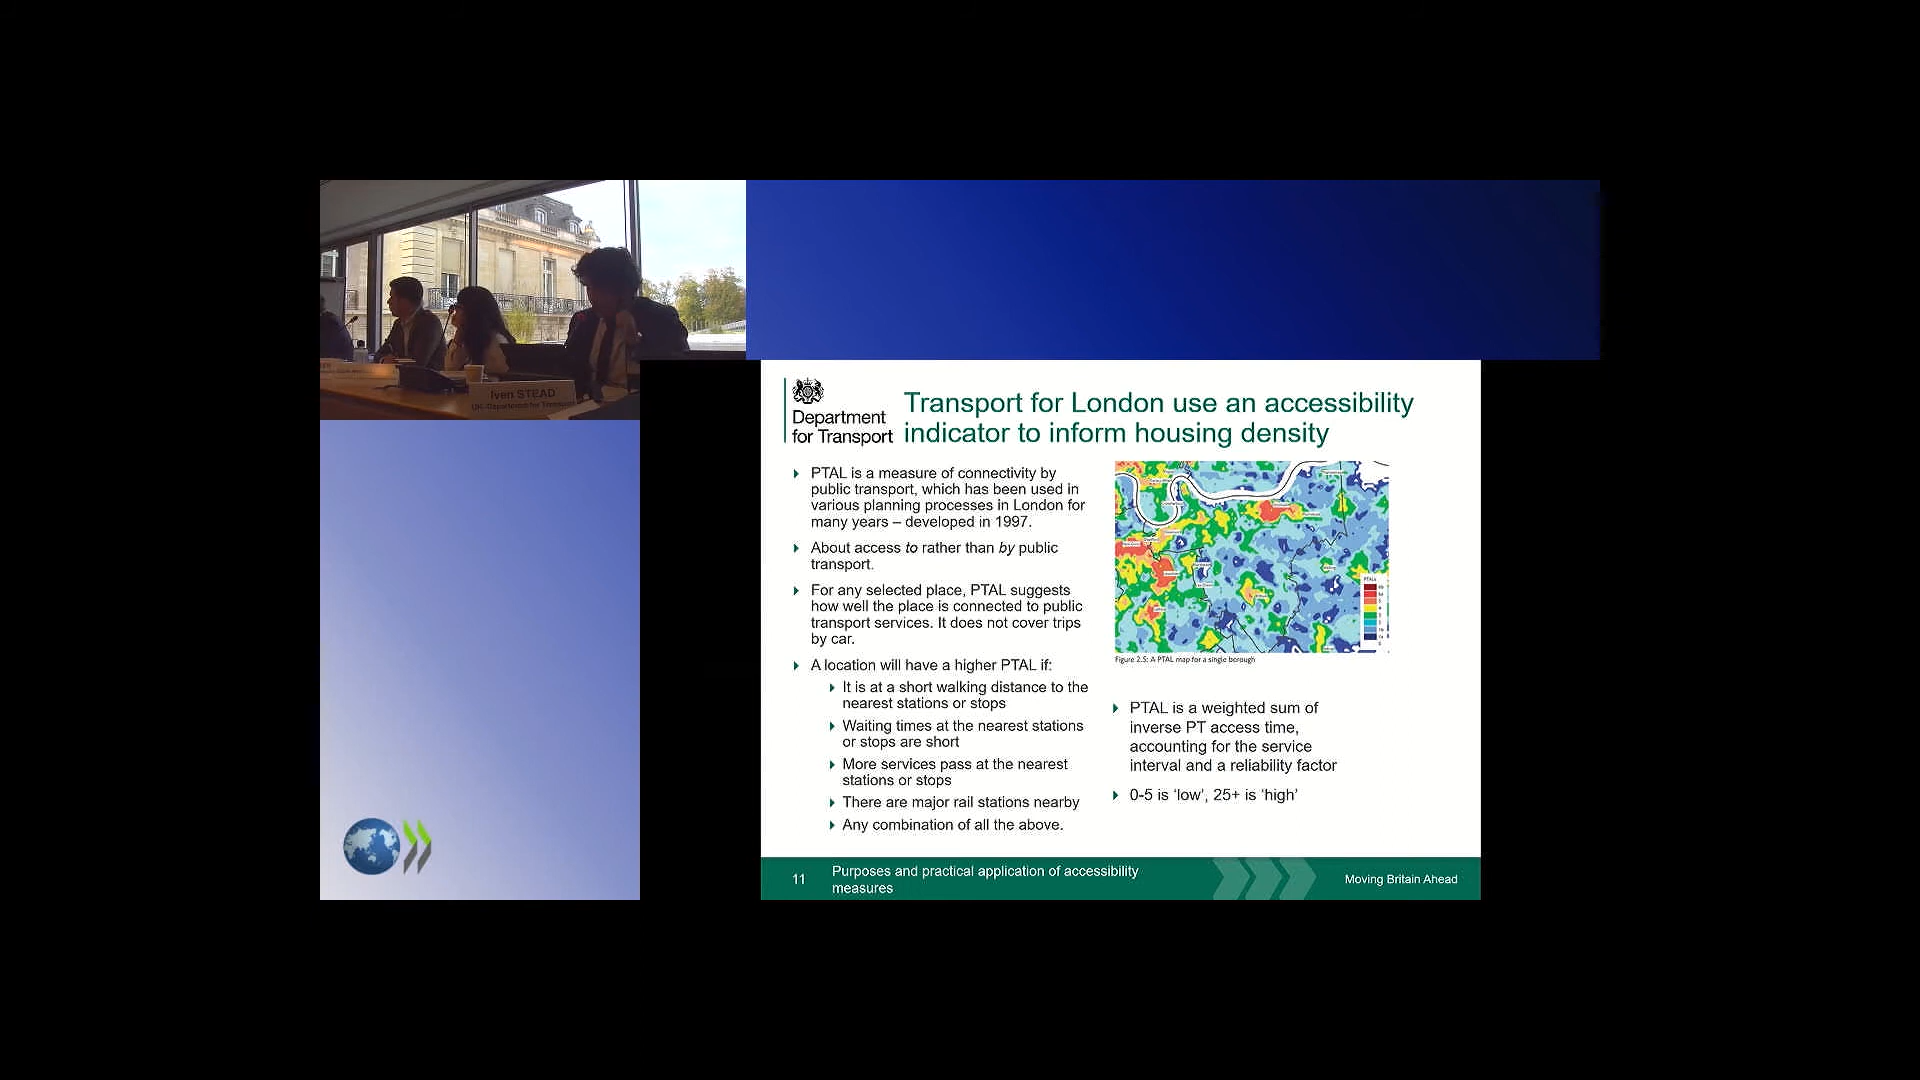 Iven STEAD
UK-Department for Transport
Department
for Transport
Transport for London use an accessibility
indicator to inform housing density
PTAL is a measure of connectivity by
public transport, which has been used in
various planning processes in London for
many years – developed in 1997.
About access to rather than by public
transport.
For any selected place, PTAL suggests
how well the place is connected to public
transport services. It does not cover trips
by car.
A location will have a higher PTAL if:
It is at a short walking distance to the
nearest stations or stops
Waiting times at the nearest stations
or stops are short
More services pass at the nearest
stations or stops
There are major rail stations nearby
Any combination of all the above.
PTALs
Figure 2.5: A PTAL map for a single borough
PTAL is a weighted sum of
inverse PT access time,
accounting for the service
interval and a reliability factor
0-5 is ‘low’, 25+ is ‘high’
11
Purposes and practical application of accessibility
measures
Moving Britain Ahead